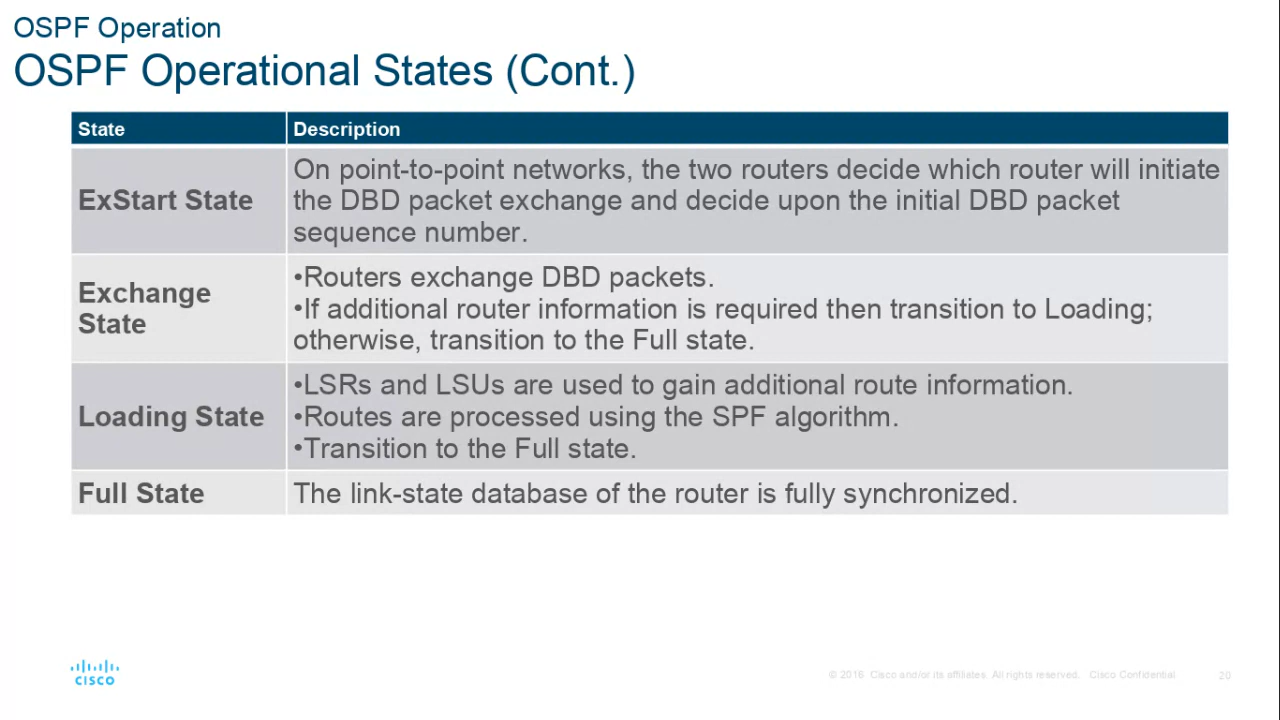 OSPF Operation
OSPF Operational States (Cont.)
State Description
ExStart State
On point-to-point networks, the two routers decide which router will initiate
the DBD packet exchange and decide upon the initial DBD packet
sequence number.
Exchange
State
•Routers exchange DBD packets.
•If additional router information is required then transition to Loading;
otherwise, transition to the Full state.
Loading State
•LSRs and LSUs are used to gain additional route information.
•Routes are processed using the SPF algorithm.
•Transition to the Full state.
Full State
The link-state database of the router is fully synchronized.
CISCO
© 2016 Cisco and/or its affiliates. All rights reserved. Cisco Confidential
20